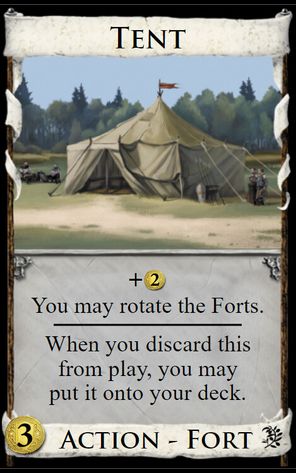 TENT
+2
You may rotate the Forts.
When you discard this
from play, you may
put it onto your deck.
3 ACTION - FORT